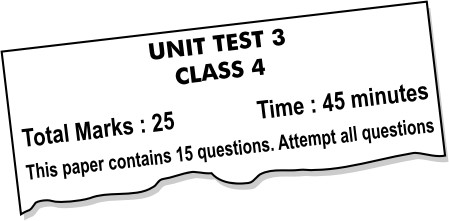 UNIT TEST 3
CLASS 4
Total Marks : 25 Time : 45 minutes
This paper contains 15 questions. Attempt all questions